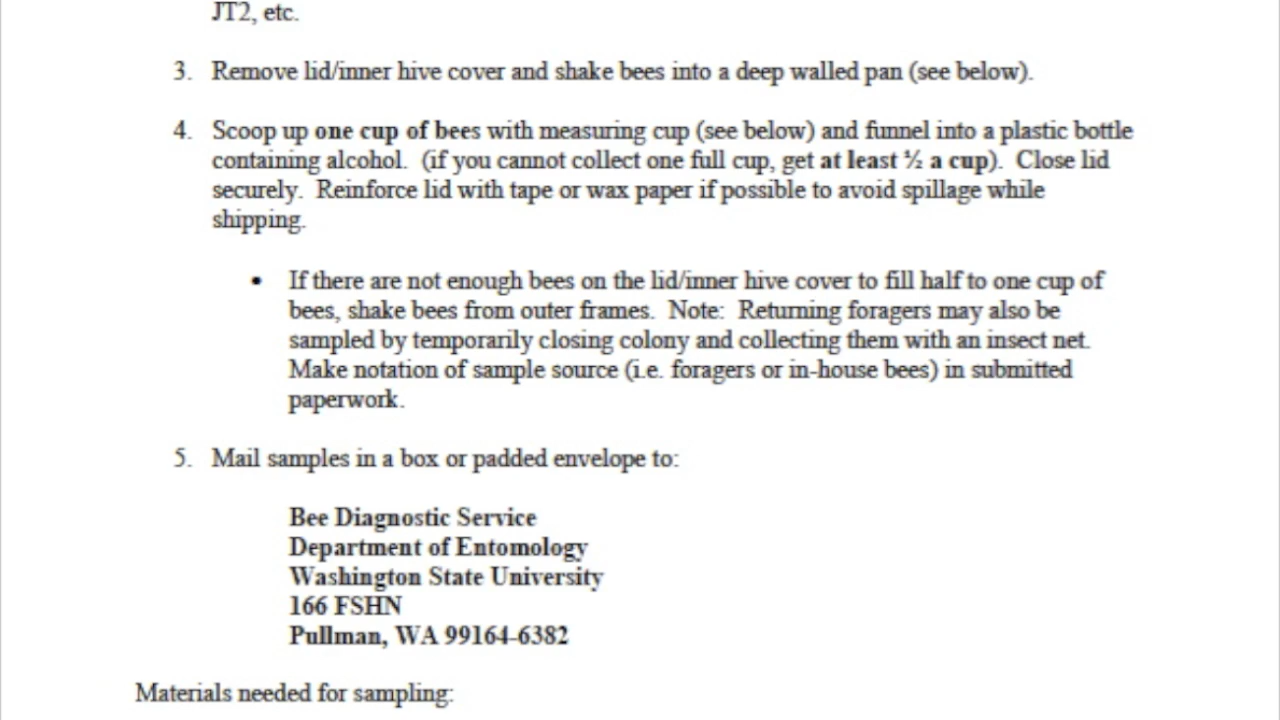 JT2, etc.
3. Remove lid/inner hive cover and shake bees into a deep walled pan (see below).
4. Scoop up one cup of bees with measuring cup (see below) and funnel into a plastic bottle
containing alcohol. (if you cannot collect one full cup, get at least ½ a cup). Close lid
securely. Reinforce lid with tape or wax paper if possible to avoid spillage while
shipping.
• If there are not enough bees on the lid/inner hive cover to fill half to one cup of
bees, shake bees from outer frames. Note: Returning foragers may also be
sampled by temporarily closing colony and collecting them with an insect net.
Make notation of sample source (i.e. foragers or in-house bees) in submitted
paperwork.
5. Mail samples in a box or padded envelope to:
Bee Diagnostic Service
Department of Entomology
Washington State University
166 FSHN
Pullman, WA 99164-6382
Materials needed for sampling: